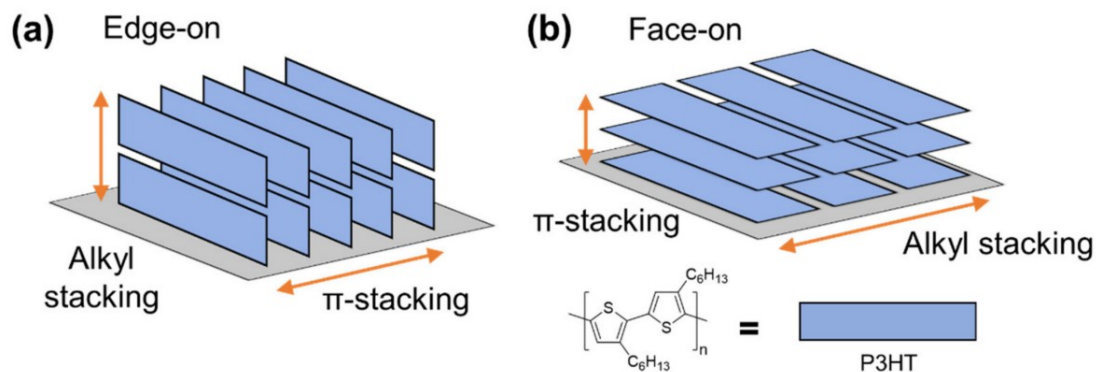 (a) Edge-on
Alkyl
stacking
π-stacking
(b) Face-on
π-stacking
Alkyl stacking
C₆H₁₃
S
S
n
C₆H₁₃
=
P3HT